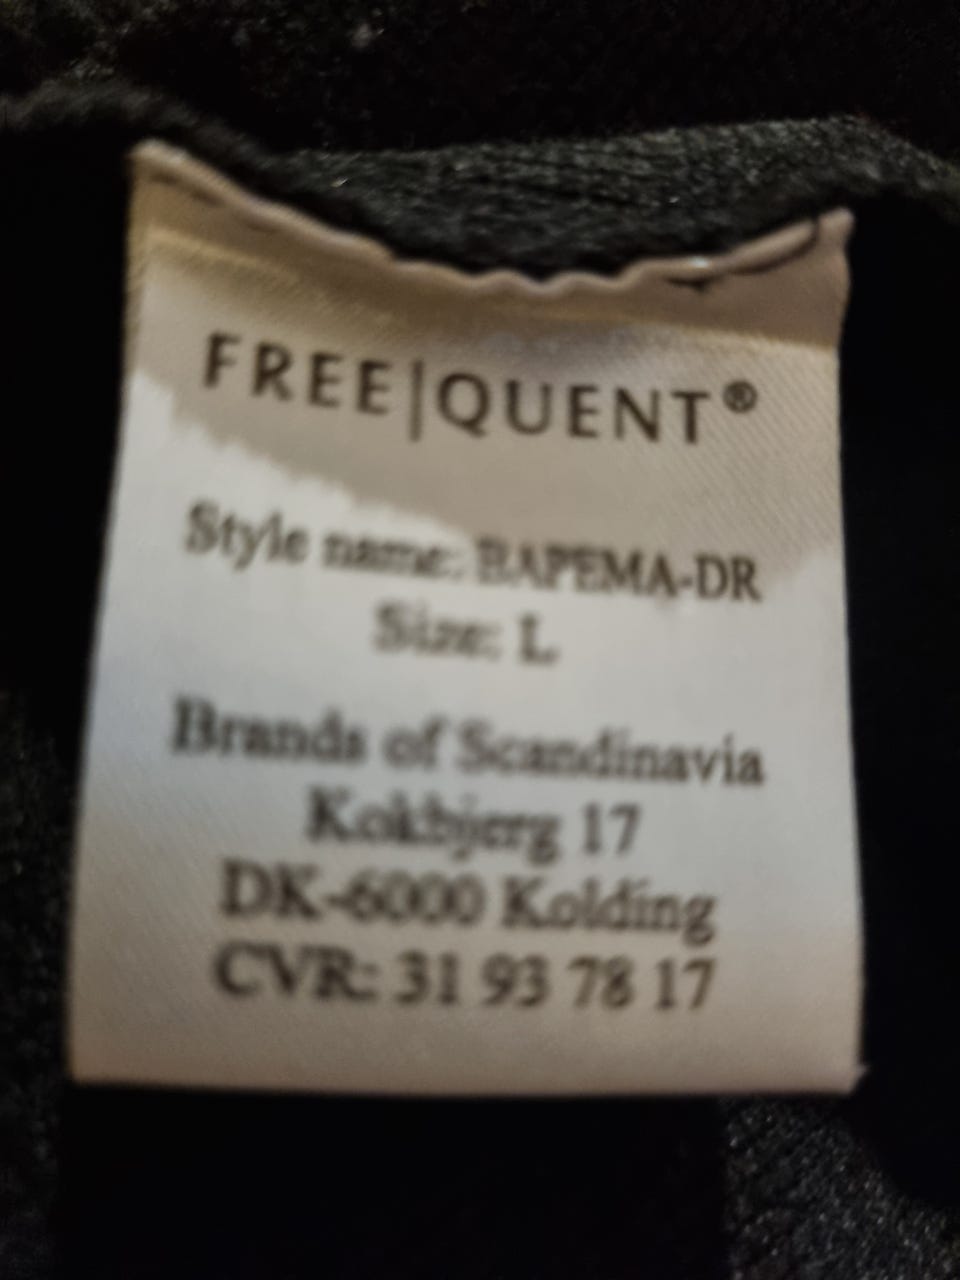 FREE|QUENT®
Style name: BAPEMA-DR
Size: L
Brands of Scandinavia
Kokbjerg 17
DK-6000 Kolding
CVR: 31 93 78 17